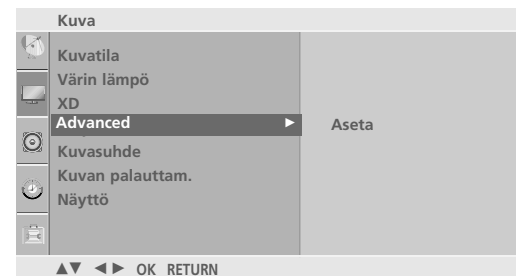 Kuva
Kuvatila
Värin lämpö
XD
Advanced ► Aseta
Kuvasuhde
Kuvan palauttam.
Näyttö
▲▼ ◄► OK RETURN